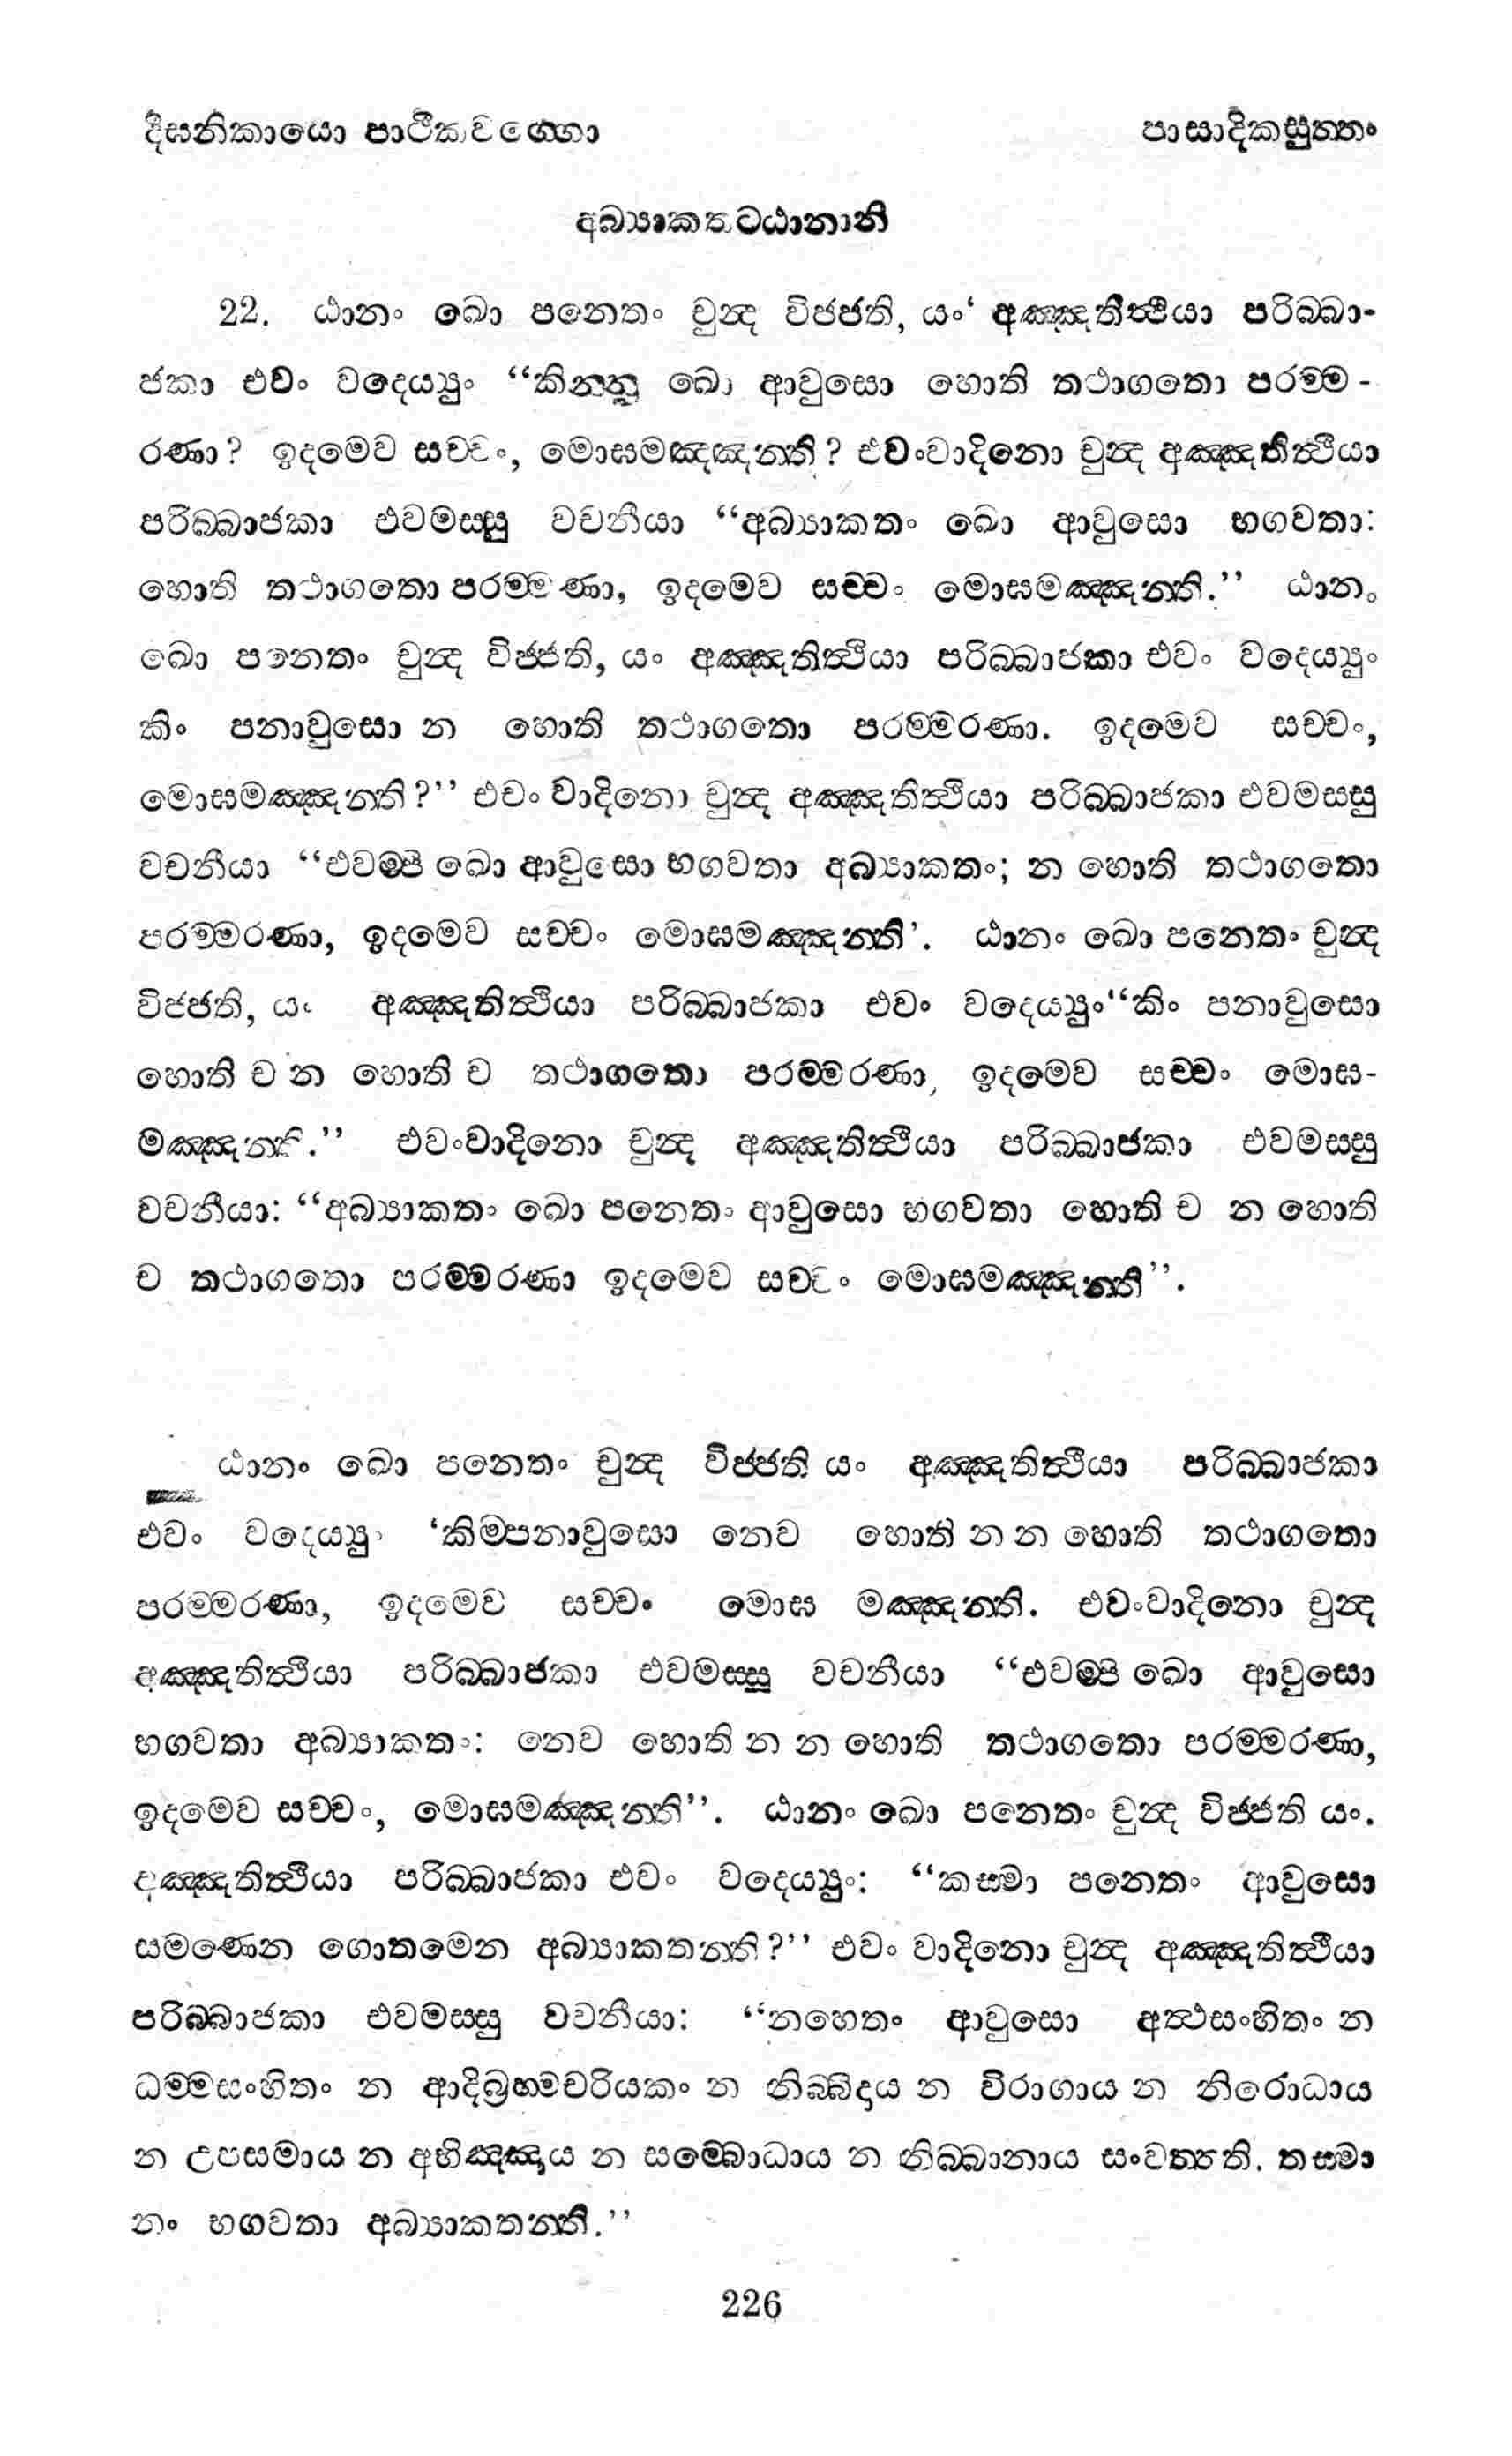 දීඝනිකායො පාථිකවග්ගො පාසාදිකසුත්තං
අබ්‍යාකතට්ඨානානි
22. ඨානං ඛො පනෙතං චුන්ද විජ්ජති, යං‘ අඤ්ඤතිත්ථියා පරිබ්බා-
ජකා එවං වදෙය්‍යුං “කින්නු ඛො ආවුසො හොති තථාගතො පරම්ම-
රණා? ඉදමෙව සච්චං, මොඝමඤ්ඤන්ති? එවංවාදිනො චුන්ද අඤ්ඤතිත්ථියා
පරිබ්බාජකා එවමස්සු වචනීයා “අබ්‍යාකතං ඛො ආවුසො භගවතා:
හොති තථාගතො පරම්මණා, ඉදමෙව සච්චං මොඝමඤ්ඤන්ති.” ඨානං
ඛො පනෙතං චුන්ද විජ්ජති, යං අඤ්ඤතිත්ථියා පරිබ්බාජකා එවං වදෙය්‍යුං
කිං පනාවුසො න හොති තථාගතො පරම්මරණා. ඉදමෙව සච්චං,
මොඝමඤ්ඤන්ති?” එවං වාදිනො චුන්ද අඤ්ඤතිත්ථියා පරිබ්බාජකා එවමස්සු
වචනීයා “එවම්පි ඛො ආවුසො භගවතා අබ්‍යාකතං; න හොති තථාගතො
පරම්මරණා, ඉදමෙව සච්චං මොඝමඤ්ඤන්ති’. ඨානං ඛො පනෙතං චුන්ද
විජ්ජති, යං අඤ්ඤතිත්ථියා පරිබ්බාජකා එවං වදෙය්‍යුං“කිං පනාවුසො
හොති ච න හොති ච තථාගතො පරම්මරණා, ඉදමෙව සච්චං මොඝ-
මඤ්ඤන්ති.” එවංවාදිනො චුන්ද අඤ්ඤතිත්ථියා පරිබ්බාජකා එවමස්සු
වචනීයා: “අබ්‍යාකතං ඛො පනෙතං ආවුසො භගවතා හොති ච න හොති
ච තථාගතො පරම්මරණා ඉදමෙව සච්චං මොඝමඤ්ඤන්ති”.
ඨානං ඛො පනෙතං චුන්ද විජ්ජති යං අඤ්ඤතිත්ථියා පරිබ්බාජකා
එවං වදෙය්‍යුං ‘කිම්පනාවුසො නෙව හොති න න හොති තථාගතො
පරම්මරණා, ඉදමෙව සච්චං මොඝ මඤ්ඤන්ති. එවංවාදිනො චුන්ද
අඤ්ඤතිත්ථියා පරිබ්බාජකා එවමස්සූ වචනීයා “එවම්පි ඛො ආවුසො
භගවතා අබ්‍යාකතං: නෙව හොති න න හොති තථාගතො පරම්මරණා,
ඉදමෙව සච්චං, මොඝමඤ්ඤන්ති”. ඨානං ඛො පනෙතං චුන්ද විජ්ජති යං.
අඤ්ඤතිත්ථියා පරිබ්බාජකා එවං වදෙය්‍යුං: “කස්මා පනෙතං ආවුසො
සමණෙන ගොතමෙන අබ්‍යාකතන්ති?” එවං වාදිනො චුන්ද අඤ්ඤතිත්ථියා
පරිබ්බාජකා එවමස්සු වචනීයා: “නහෙතං ආවුසො අත්ථසංහිතං න
ධම්මසංහිතං න ආදිබ්‍රහ්මචරියකං න නිබ්බිදාය න විරාගාය න නිරොධාය
න උපසමාය න අභිඤ්ඤාය න සම්බොධාය න නිබ්බානාය සංවත්තති. තස්මා
නං භගවතා අබ්‍යාකතන්ති.”
226